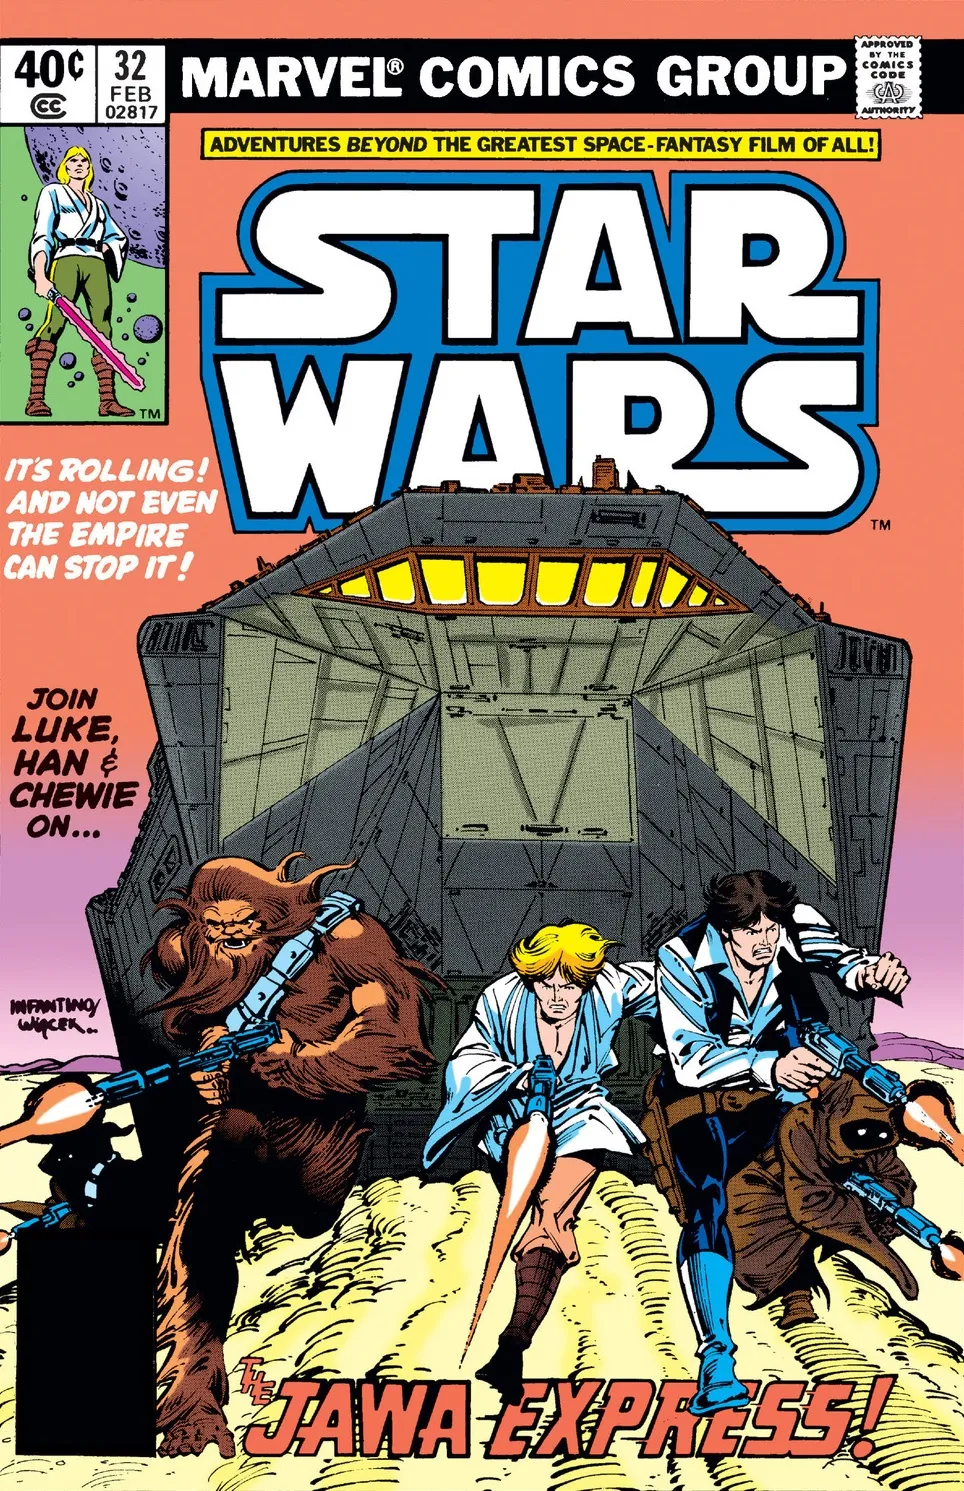 40¢
CC
32
FEB
02817
MARVEL® COMICS GROUP
APPROVED
BY THE
COMICS
CODE
CA
AUTHORITY
ADVENTURES BEYOND THE GREATEST SPACE-FANTASY FILM OF ALL!
STAR
WARS
TM
TM
IT'S ROLLING!
AND NOT EVEN
THE EMPIRE
CAN STOP IT!
JOIN
LUKE,
HAN &
CHEWIE
ON...
INFANTINO/
WIACEK..
THE
JAWA EXPRESS!